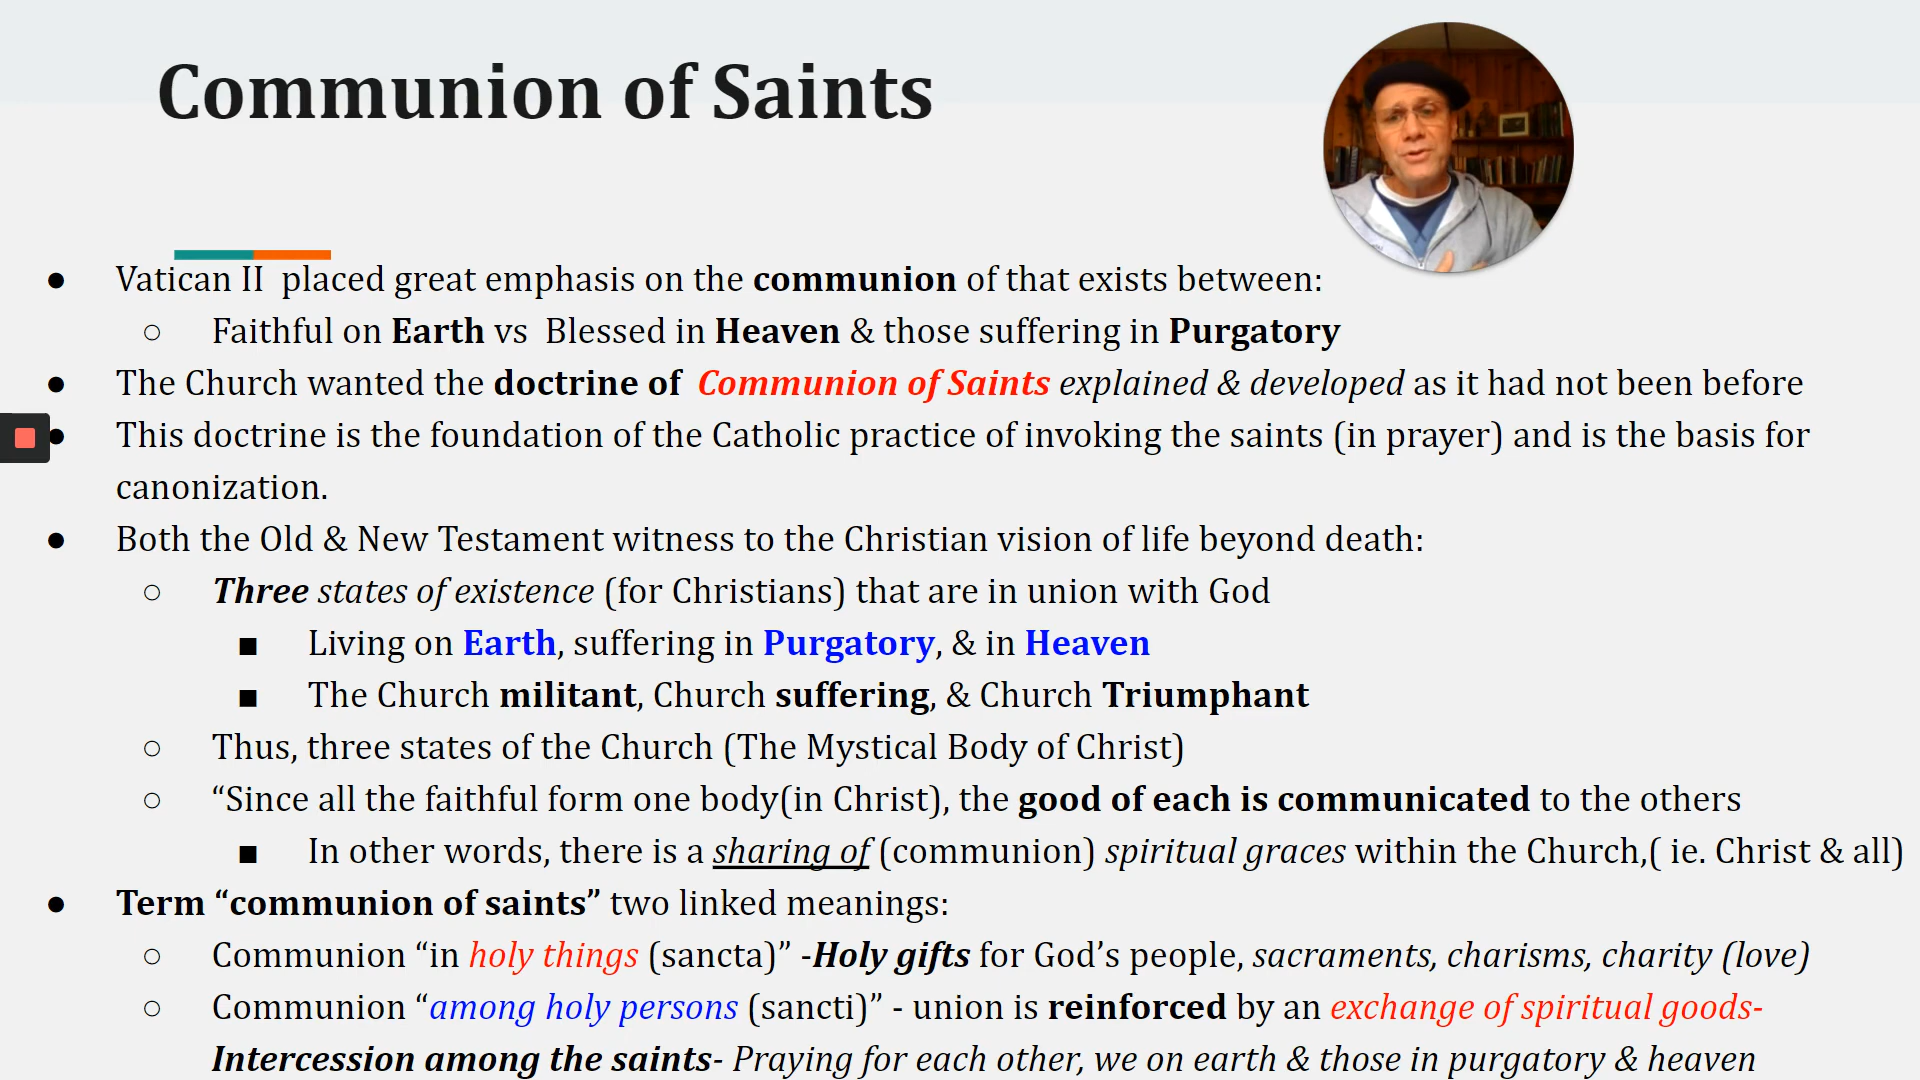 Communion of Saints
● Vatican II  placed great emphasis on the communion of that exists between:
○ Faithful on Earth vs  Blessed in Heaven & those suffering in Purgatory
● The Church wanted the doctrine of  Communion of Saints explained & developed as it had not been before
● This doctrine is the foundation of the Catholic practice of invoking the saints (in prayer) and is the basis for
canonization.
● Both the Old & New Testament witness to the Christian vision of life beyond death:
○ Three states of existence (for Christians) that are in union with God
■ Living on Earth, suffering in Purgatory, & in Heaven
■ The Church militant, Church suffering, & Church Triumphant
○ Thus, three states of the Church (The Mystical Body of Christ)
○ “Since all the faithful form one body(in Christ), the good of each is communicated to the others
■ In other words, there is a sharing of (communion) spiritual graces within the Church,( ie. Christ & all)
● Term “communion of saints” two linked meanings:
○ Communion “in holy things (sancta)” -Holy gifts for God’s people, sacraments, charisms, charity (love)
○ Communion “among holy persons (sancti)” - union is reinforced by an exchange of spiritual goods-
Intercession among the saints- Praying for each other, we on earth & those in purgatory & heaven